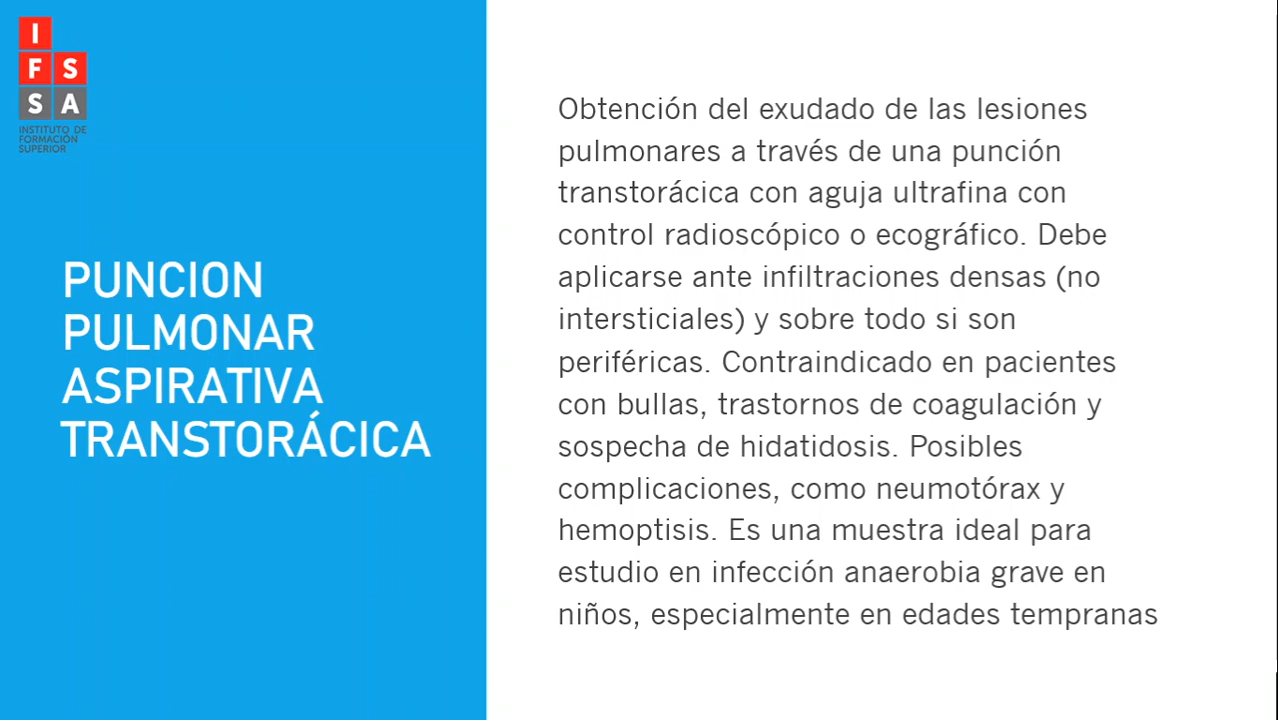 I
F S
S A
INSTITUTO DE
FORMACIÓN
SUPERIOR
PUNCION
PULMONAR
ASPIRATIVA
TRANSTORÁCICA
Obtención del exudado de las lesiones
pulmonares a través de una punción
transtorácica con aguja ultrafina con
control radioscópico o ecográfico. Debe
aplicarse ante infiltraciones densas (no
intersticiales) y sobre todo si son
periféricas. Contraindicado en pacientes
con bullas, trastornos de coagulación y
sospecha de hidatidosis. Posibles
complicaciones, como neumotórax y
hemoptisis. Es una muestra ideal para
estudio en infección anaerobia grave en
niños, especialmente en edades tempranas